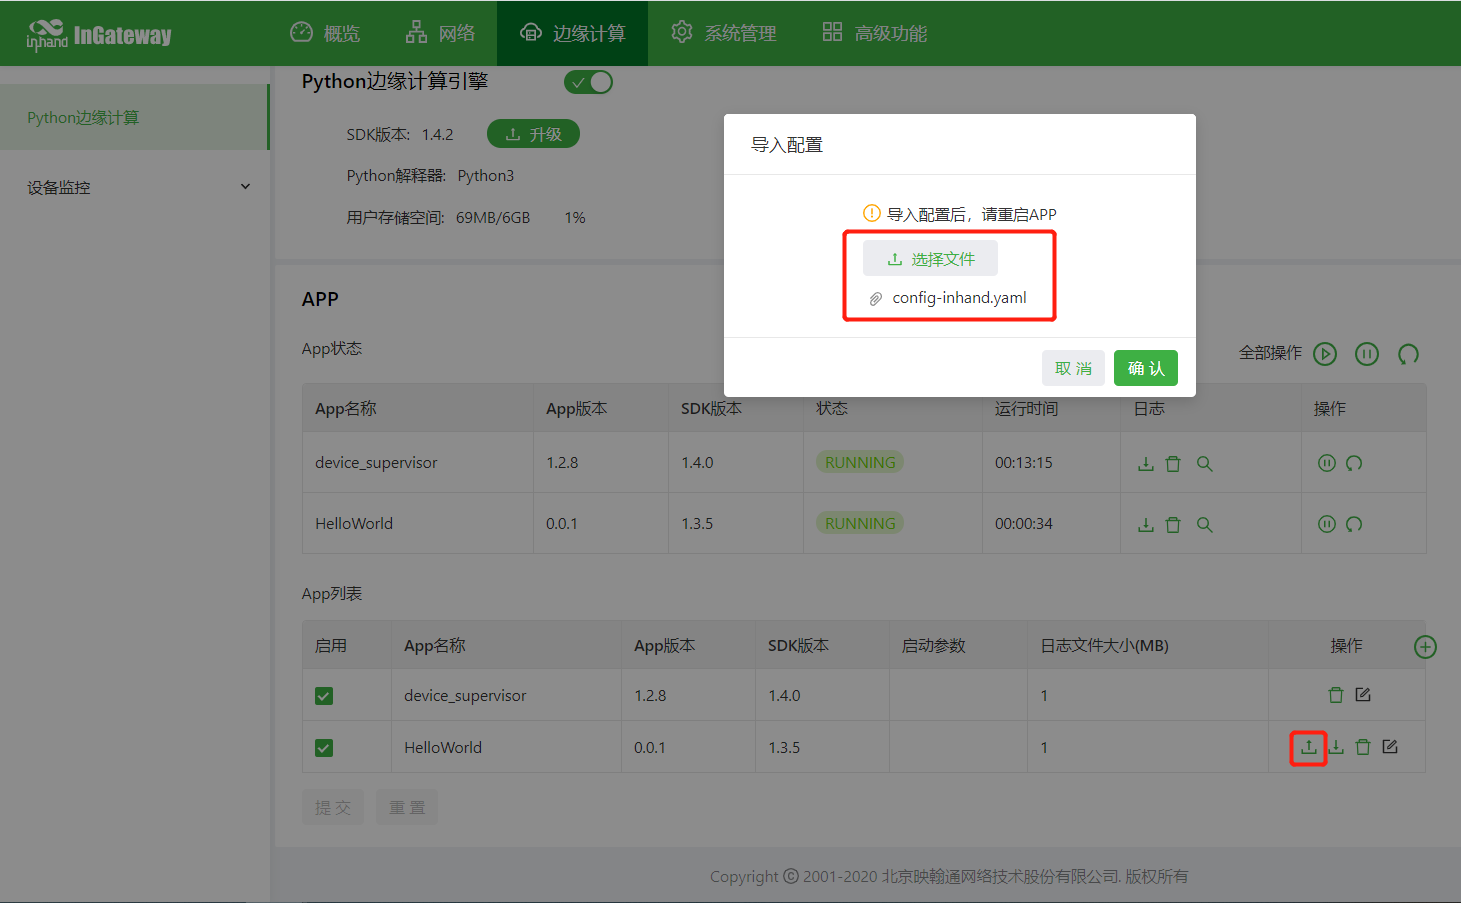 inhand InGateway 概览 网络 边缘计算 系统管理 高级功能
Python边缘计算
设备监控
Python边缘计算引擎
SDK版本: 1.4.2 升级
Python解释器: Python3
用户存储空间: 69MB/6GB 1%
导入配置
导入配置后，请重启APP
选择文件
config-inhand.yaml
取 消 确 认
APP
App状态 全部操作
App名称 App版本 SDK版本 状态 运行时间 日志 操作
device_supervisor 1.2.8 1.4.0 RUNNING 00:13:15
HelloWorld 0.0.1 1.3.5 RUNNING 00:00:34
App列表
启用 App名称 App版本 SDK版本 启动参数 日志文件大小(MB) 操作
device_supervisor 1.2.8 1.4.0 1
HelloWorld 0.0.1 1.3.5 1
提 交 重 置
Copyright © 2001-2020 北京映翰通网络技术股份有限公司. 版权所有